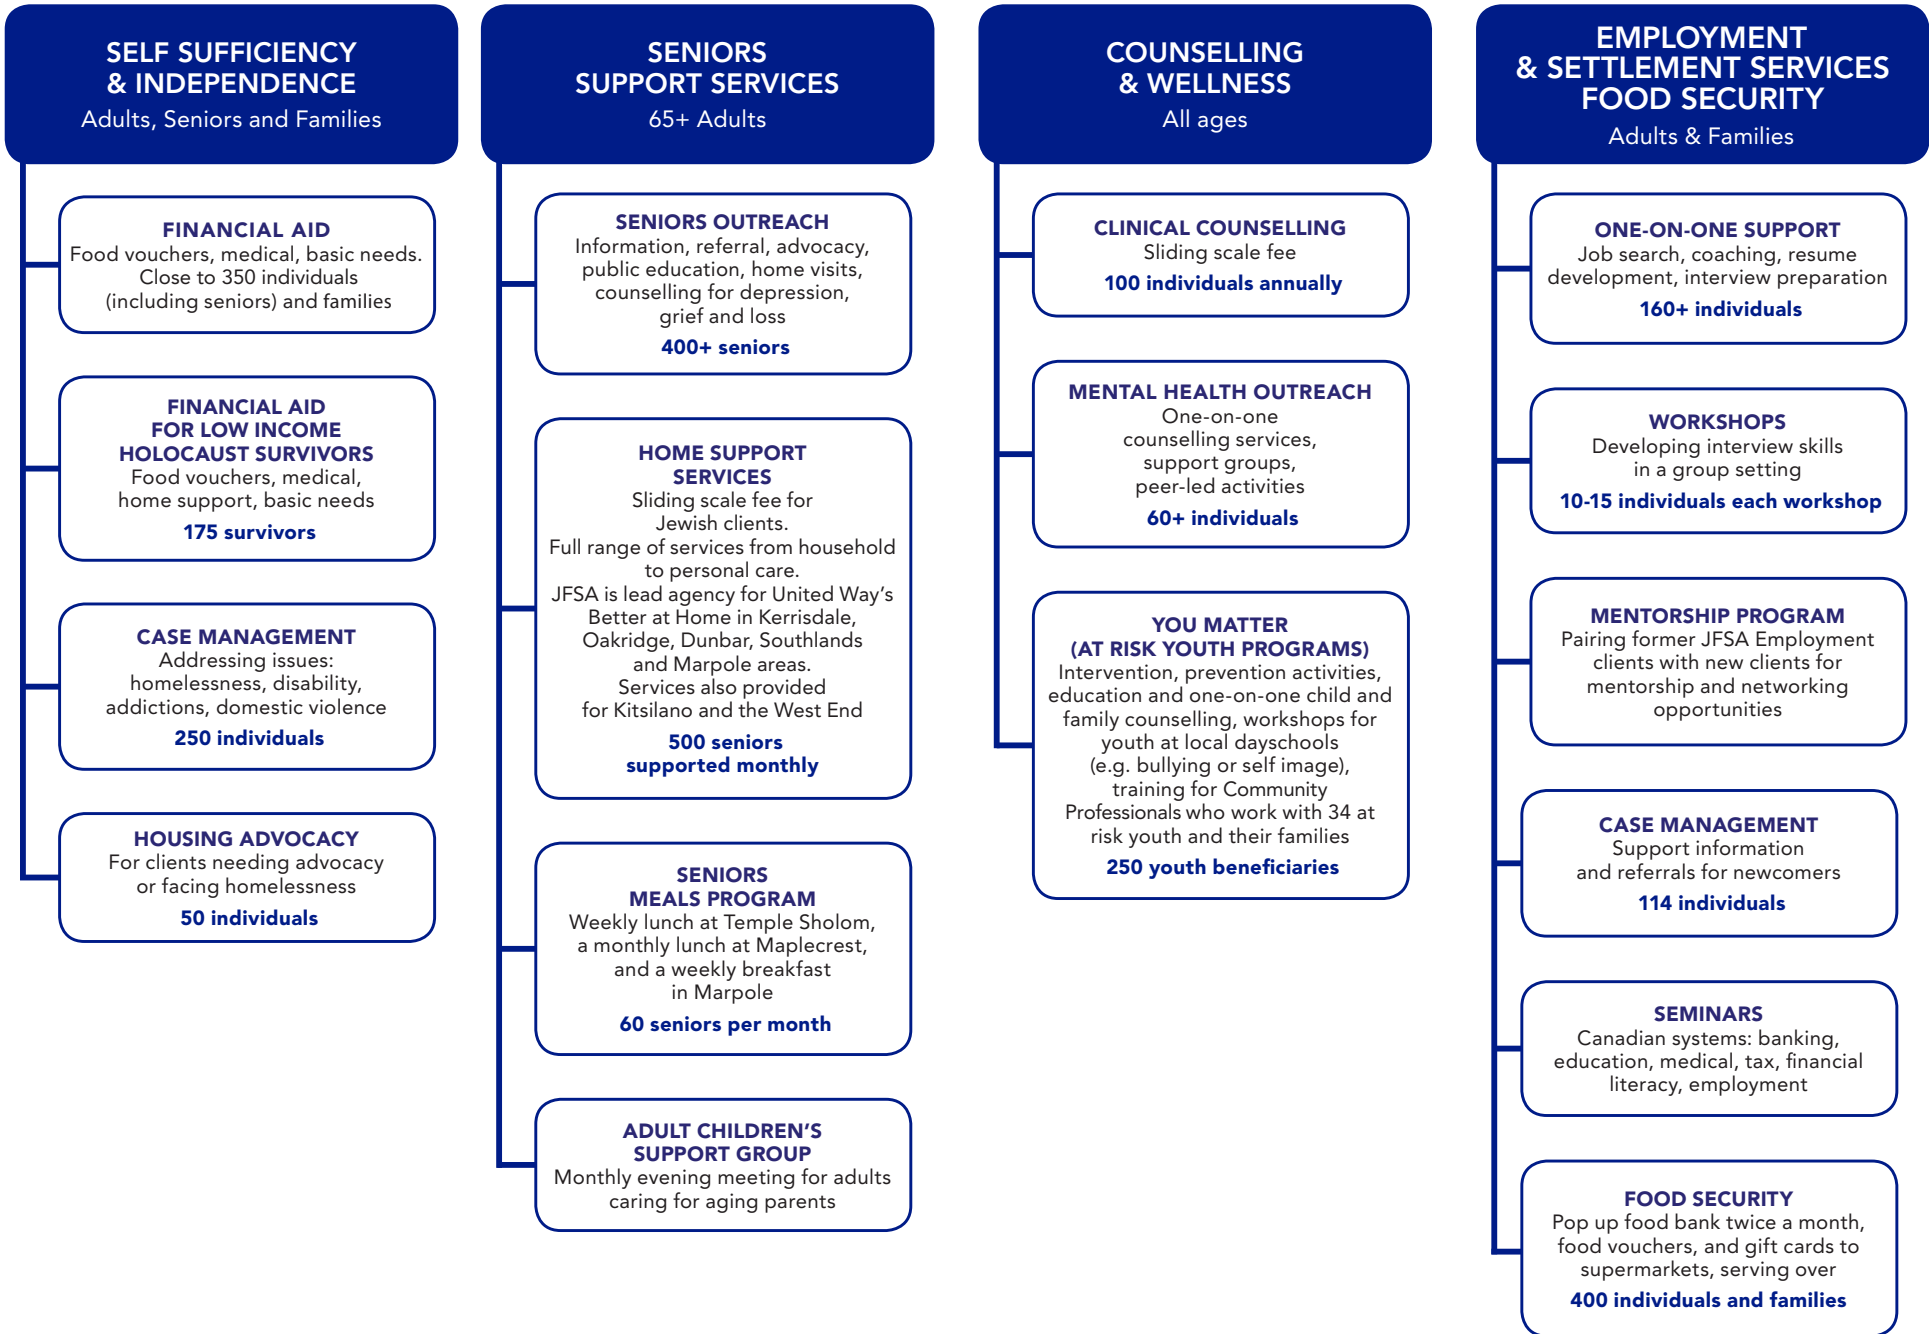 SELF SUFFICIENCY
& INDEPENDENCE
Adults, Seniors and Families
FINANCIAL AID
Food vouchers, medical, basic needs.
Close to 350 individuals
(including seniors) and families
FINANCIAL AID
FOR LOW INCOME
HOLOCAUST SURVIVORS
Food vouchers, medical,
home support, basic needs
175 survivors
CASE MANAGEMENT
Addressing issues:
homelessness, disability,
addictions, domestic violence
250 individuals
HOUSING ADVOCACY
For clients needing advocacy
or facing homelessness
50 individuals
SENIORS
SUPPORT SERVICES
65+ Adults
SENIORS OUTREACH
Information, referral, advocacy,
public education, home visits,
counselling for depression,
grief and loss
400+ seniors
HOME SUPPORT
SERVICES
Sliding scale fee for
Jewish clients.
Full range of services from household
to personal care.
JFSA is lead agency for United Way's
Better at Home in Kerrisdale,
Oakridge, Dunbar, Southlands
and Marpole areas.
Services also provided
for Kitsilano and the West End
500 seniors
supported monthly
SENIORS
MEALS PROGRAM
Weekly lunch at Temple Sholom,
a monthly lunch at Maplecrest,
and a weekly breakfast
in Marpole
60 seniors per month
ADULT CHILDREN'S
SUPPORT GROUP
Monthly evening meeting for adults
caring for aging parents
COUNSELLING
& WELLNESS
All ages
CLINICAL COUNSELLING
Sliding scale fee
100 individuals annually
MENTAL HEALTH OUTREACH
One-on-one
counselling services,
support groups,
peer-led activities
60+ individuals
YOU MATTER
(AT RISK YOUTH PROGRAMS)
Intervention, prevention activities,
education and one-on-one child and
family counselling, workshops for
youth at local dayschools
(e.g. bullying or self image),
training for Community
Professionals who work with 34 at
risk youth and their families
250 youth beneficiaries
EMPLOYMENT
& SETTLEMENT SERVICES
FOOD SECURITY
Adults & Families
ONE-ON-ONE SUPPORT
Job search, coaching, resume
development, interview preparation
160+ individuals
WORKSHOPS
Developing interview skills
in a group setting
10-15 individuals each workshop
MENTORSHIP PROGRAM
Pairing former JFSA Employment
clients with new clients for
mentorship and networking
opportunities
CASE MANAGEMENT
Support information
and referrals for newcomers
114 individuals
SEMINARS
Canadian systems: banking,
education, medical, tax, financial
literacy, employment
FOOD SECURITY
Pop up food bank twice a month,
food vouchers, and gift cards to
supermarkets, serving over
400 individuals and families